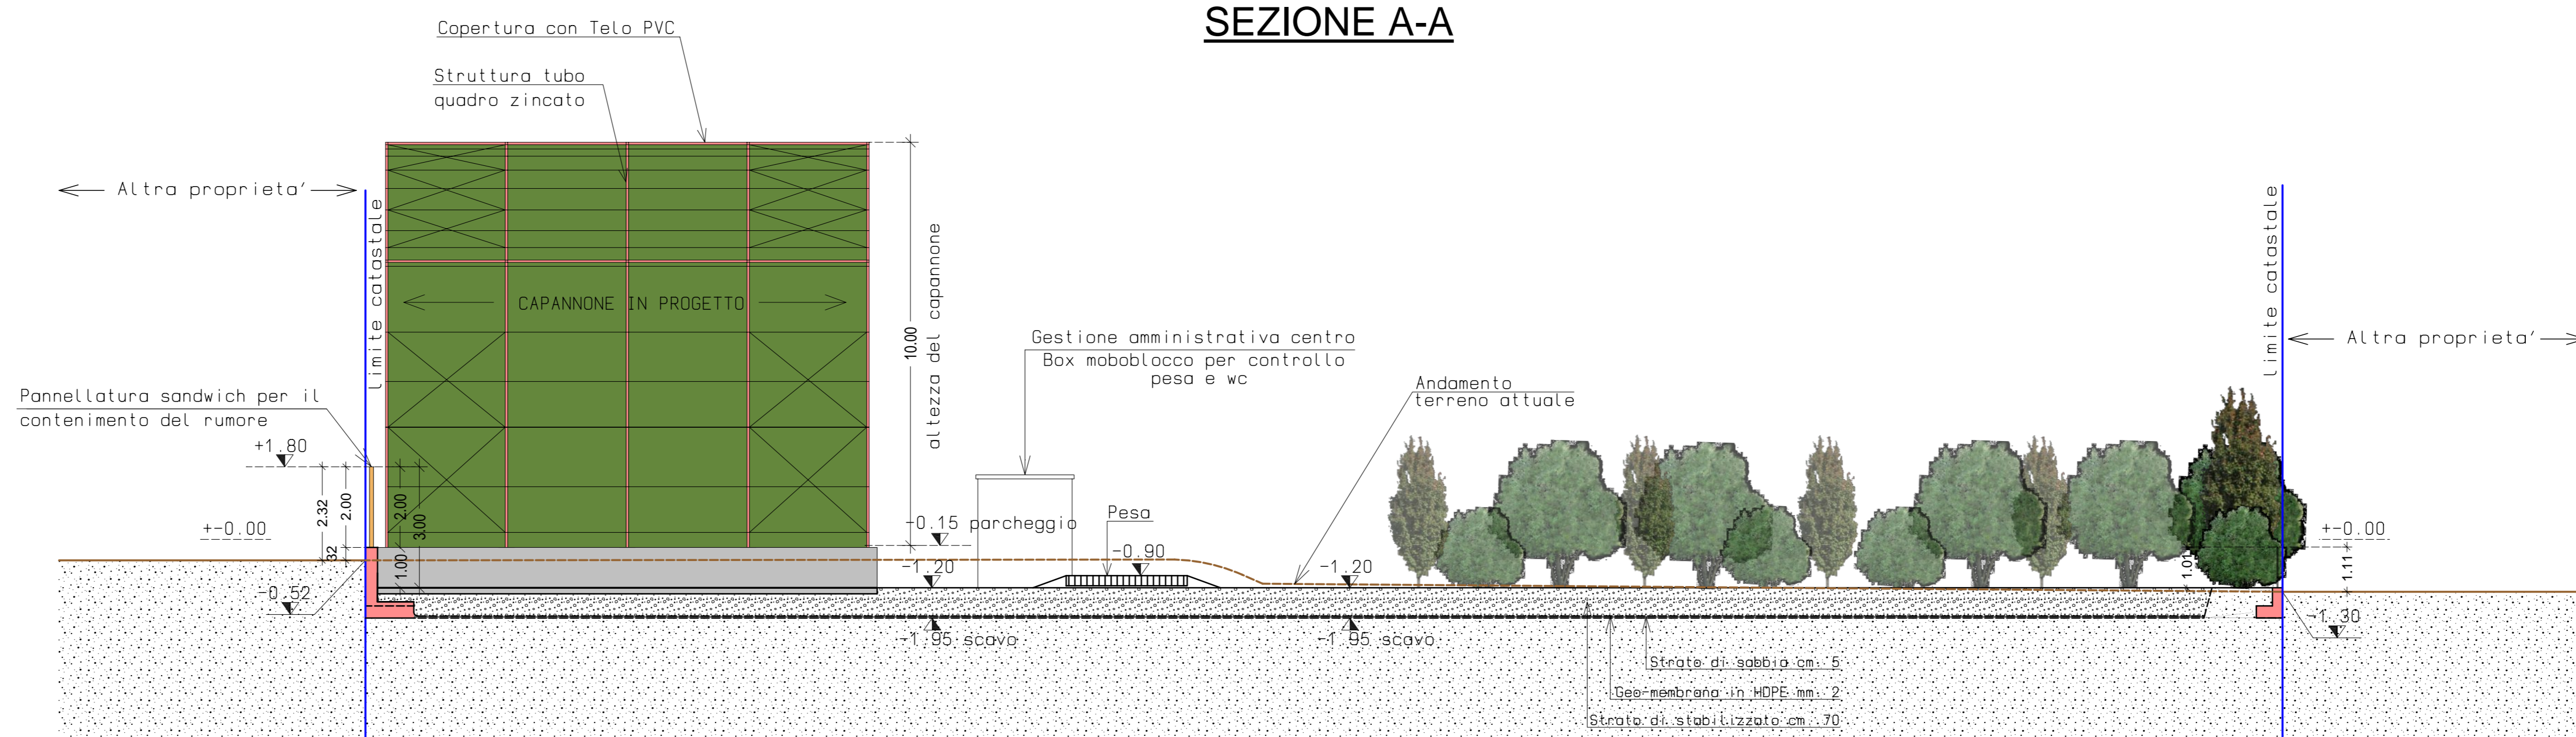 SEZIONE A-A
Copertura con Telo PVC
Struttura tubo
quadro zincato
Altra proprieta'
limite catastale
CAPANNONE IN PROGETTO
10.00
altezza del capannone
Pannellatura sandwich per il
contenimento del rumore
+1.80
2.32
2.00
2.00
3.00
+-0.00
32
1.00
-0.52
Gestione amministrativa centro
Box moboblocco per controllo
pesa e wc
Andamento
terreno attuale
-0.15 parcheggio
Pesa
-0.90
-1.20
-1.20
-1.95 scavo
-1.95 scavo
limite catastale
Altra proprieta'
+-0.00
1.01
1.11
-1.30
Strato di sabbia cm. 5
Geo-membrana in HDPE mm. 2
Strato di stabilizzato cm. 70